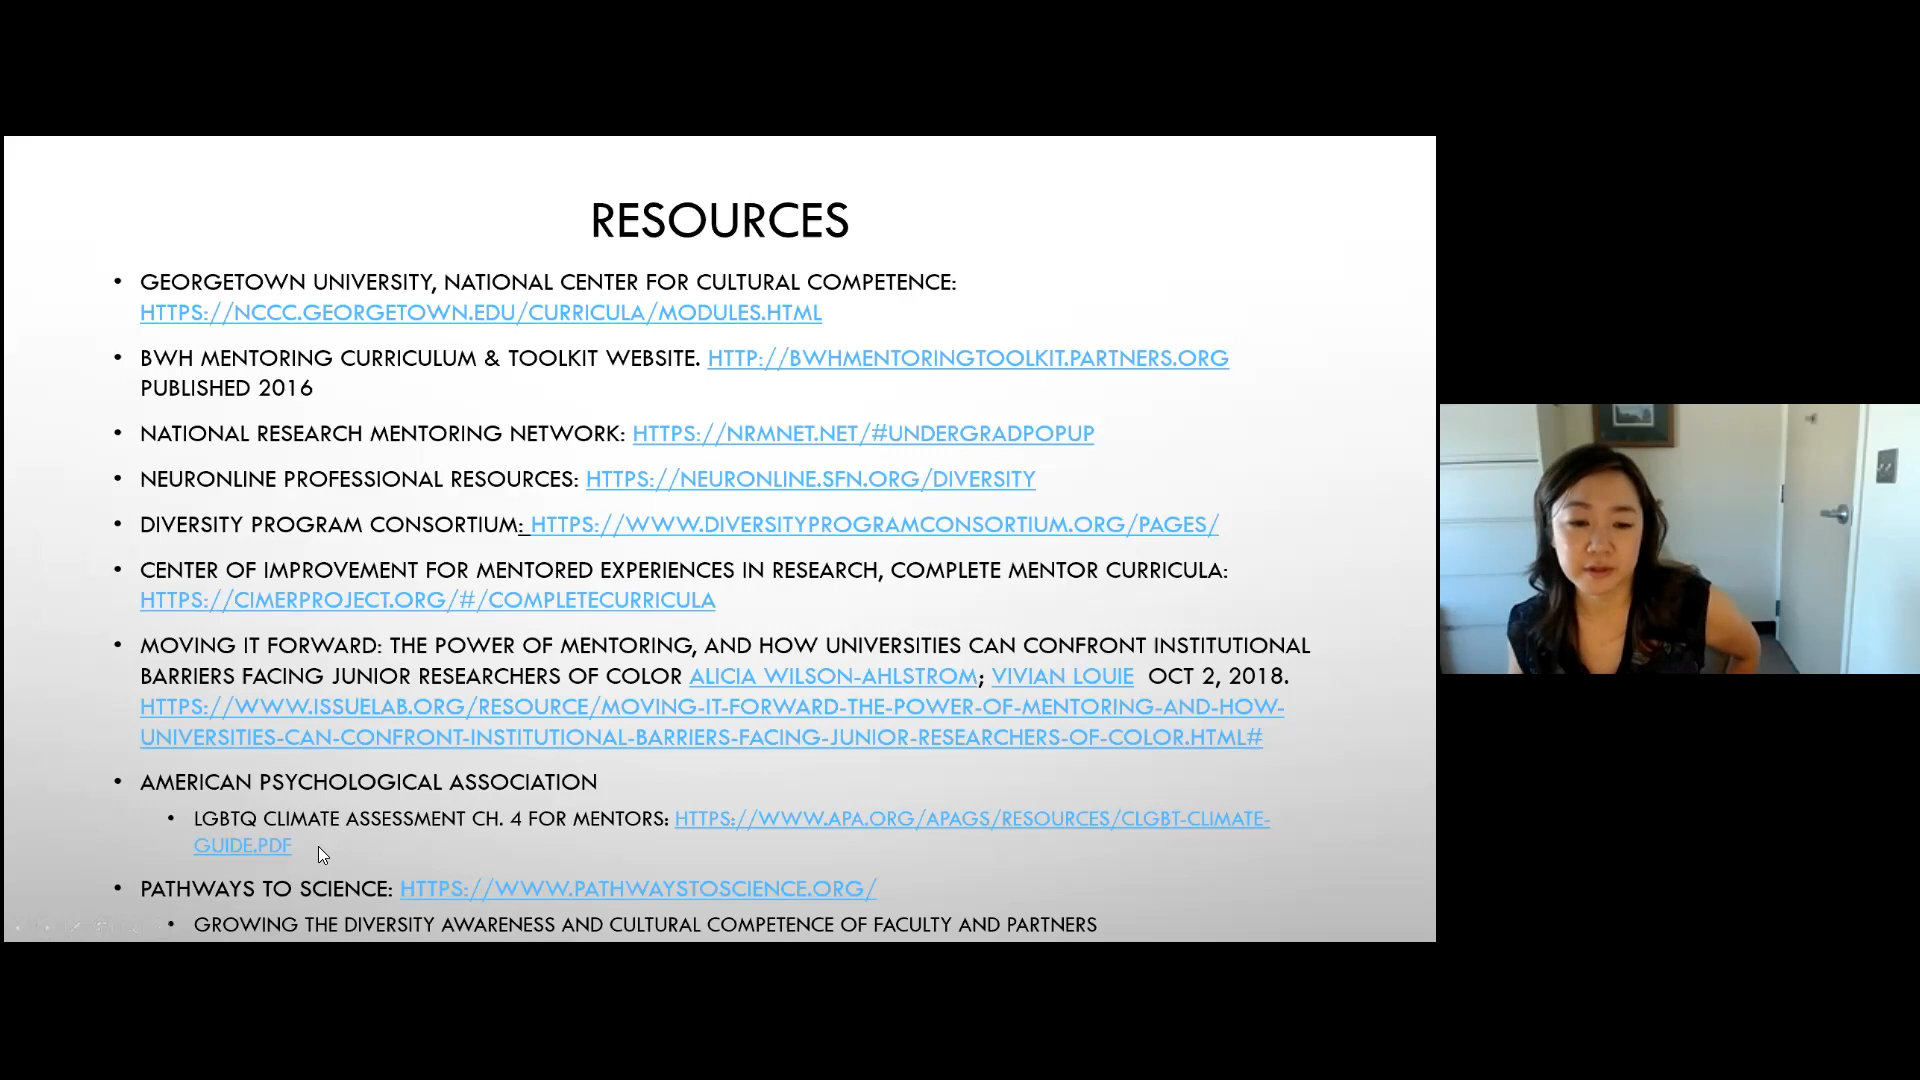 RESOURCES
• GEORGETOWN UNIVERSITY, NATIONAL CENTER FOR CULTURAL COMPETENCE:
HTTPS://NCCC.GEORGETOWN.EDU/CURRICULA/MODULES.HTML
• BWH MENTORING CURRICULUM & TOOLKIT WEBSITE. HTTP://BWHMENTORINGTOOLKIT.PARTNERS.ORG
PUBLISHED 2016
• NATIONAL RESEARCH MENTORING NETWORK: HTTPS://NRMNET.NET/#UNDERGRADPOPUP
• NEURONLINE PROFESSIONAL RESOURCES: HTTPS://NEURONLINE.SFN.ORG/DIVERSITY
• DIVERSITY PROGRAM CONSORTIUM: HTTPS://WWW.DIVERSITYPROGRAMCONSORTIUM.ORG/PAGES/
• CENTER OF IMPROVEMENT FOR MENTORED EXPERIENCES IN RESEARCH, COMPLETE MENTOR CURRICULA:
HTTPS://CIMERPROJECT.ORG/#/COMPLETECURRICULA
• MOVING IT FORWARD: THE POWER OF MENTORING, AND HOW UNIVERSITIES CAN CONFRONT INSTITUTIONAL
BARRIERS FACING JUNIOR RESEARCHERS OF COLOR ALICIA WILSON-AHLSTROM; VIVIAN LOUIE OCT 2, 2018.
HTTPS://WWW.ISSUELAB.ORG/RESOURCE/MOVING-IT-FORWARD-THE-POWER-OF-MENTORING-AND-HOW-
UNIVERSITIES-CAN-CONFRONT-INSTITUTIONAL-BARRIERS-FACING-JUNIOR-RESEARCHERS-OF-COLOR.HTML#
• AMERICAN PSYCHOLOGICAL ASSOCIATION
• LGBTQ CLIMATE ASSESSMENT CH. 4 FOR MENTORS: HTTPS://WWW.APA.ORG/APAGS/RESOURCES/CLGBT-CLIMATE-
GUIDE.PDF
• PATHWAYS TO SCIENCE: HTTPS://WWW.PATHWAYSTOSCIENCE.ORG/
• GROWING THE DIVERSITY AWARENESS AND CULTURAL COMPETENCE OF FACULTY AND PARTNERS